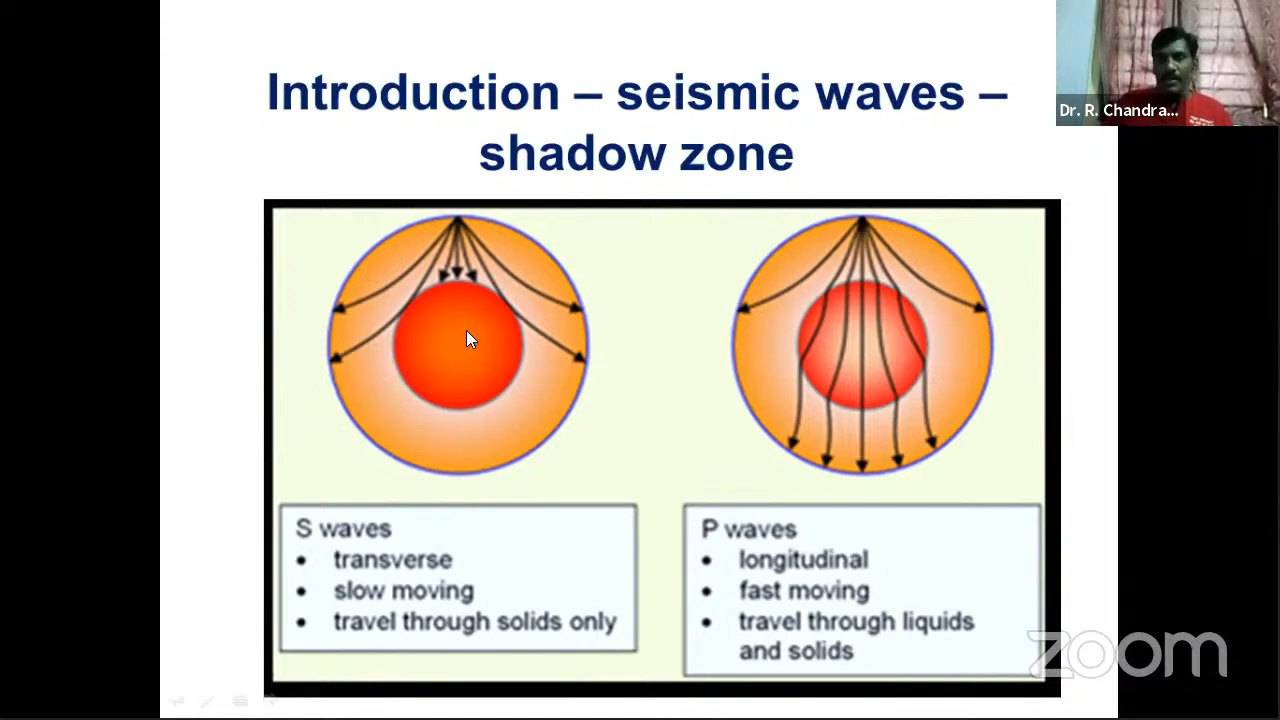 Introduction – seismic waves –
shadow zone
Dr. R. Chandra...
S waves
• transverse
• slow moving
• travel through solids only
P waves
• longitudinal
• fast moving
• travel through liquids
and solids
zoom